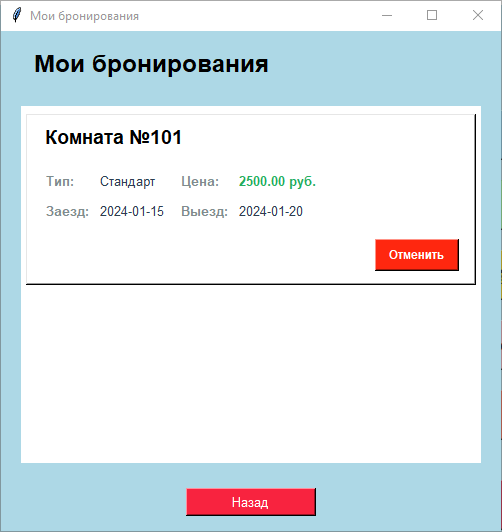 Мои бронирования
Мои бронирования
Комната №101
Тип: Стандарт Цена: 2500.00 руб.
Заезд: 2024-01-15 Выезд: 2024-01-20
Отменить
Назад